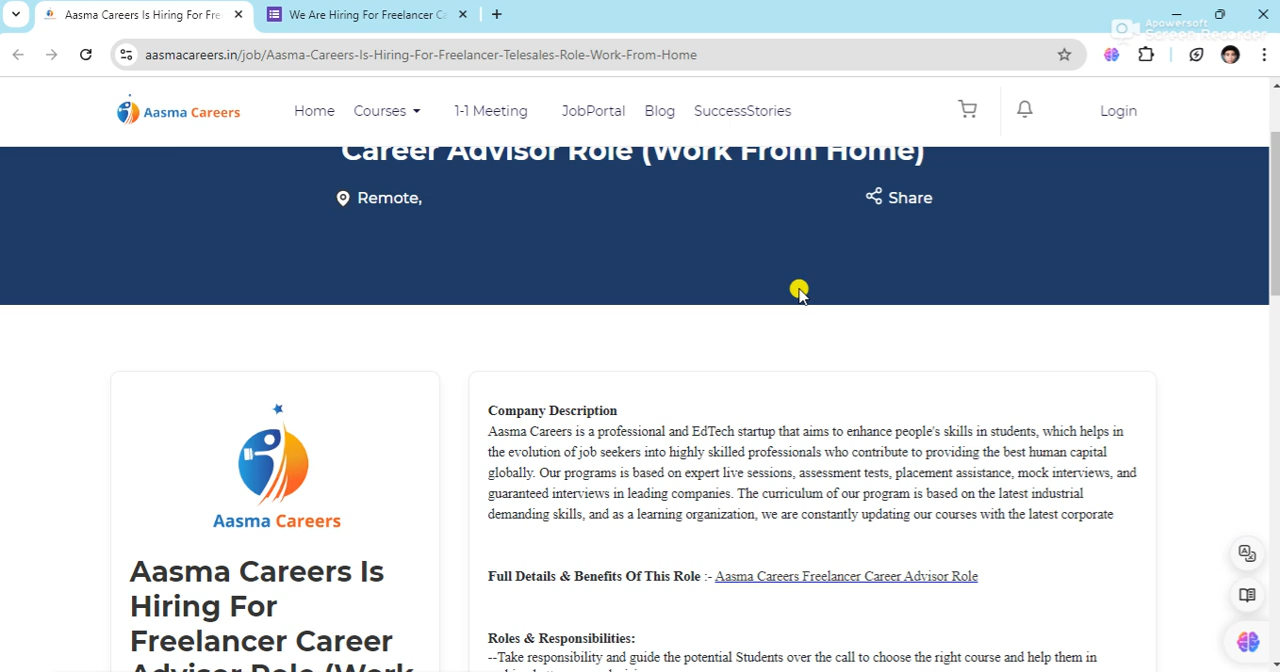 Aasma Careers Is Hiring For Fre
We Are Hiring For Freelancer C
Apowersoft
Screen Recorder
aasmacareers.in/job/Aasma-Careers-Is-Hiring-For-Freelancer-Telesales-Role-Work-From-Home
Aasma Careers
Home Courses 1-1 Meeting JobPortal Blog SuccessStories Login
Career Advisor Role (Work From Home)
Remote,
Share
Aasma Careers
Aasma Careers Is
Hiring For
Freelancer Career
Advisor Role (Work
Company Description
Aasma Careers is a professional and EdTech startup that aims to enhance people's skills in students, which helps in
the evolution of job seekers into highly skilled professionals who contribute to providing the best human capital
globally. Our programs is based on expert live sessions, assessment tests, placement assistance, mock interviews, and
guaranteed interviews in leading companies. The curriculum of our program is based on the latest industrial
demanding skills, and as a learning organization, we are constantly updating our courses with the latest corporate
Full Details & Benefits Of This Role :- Aasma Careers Freelancer Career Advisor Role
Roles & Responsibilities:
--Take responsibility and guide the potential Students over the call to choose the right course and help them in